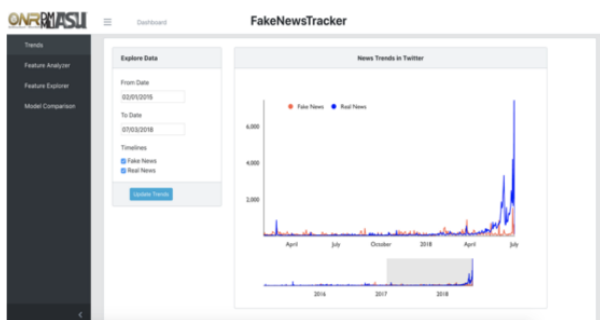 ONR DMML ASU
Dashboard
FakeNewsTracker
Trends
Feature Analyzer
Feature Explorer
Model Comparison
Explore Data
From Date
02/01/2015
To Date
07/03/2018
Timelines
Fake News
Real News
Update Trends
News Trends in Twitter
Fake News Real News
6,000
4,000
2,000
April July October 2018 April July
2016 2017 2018